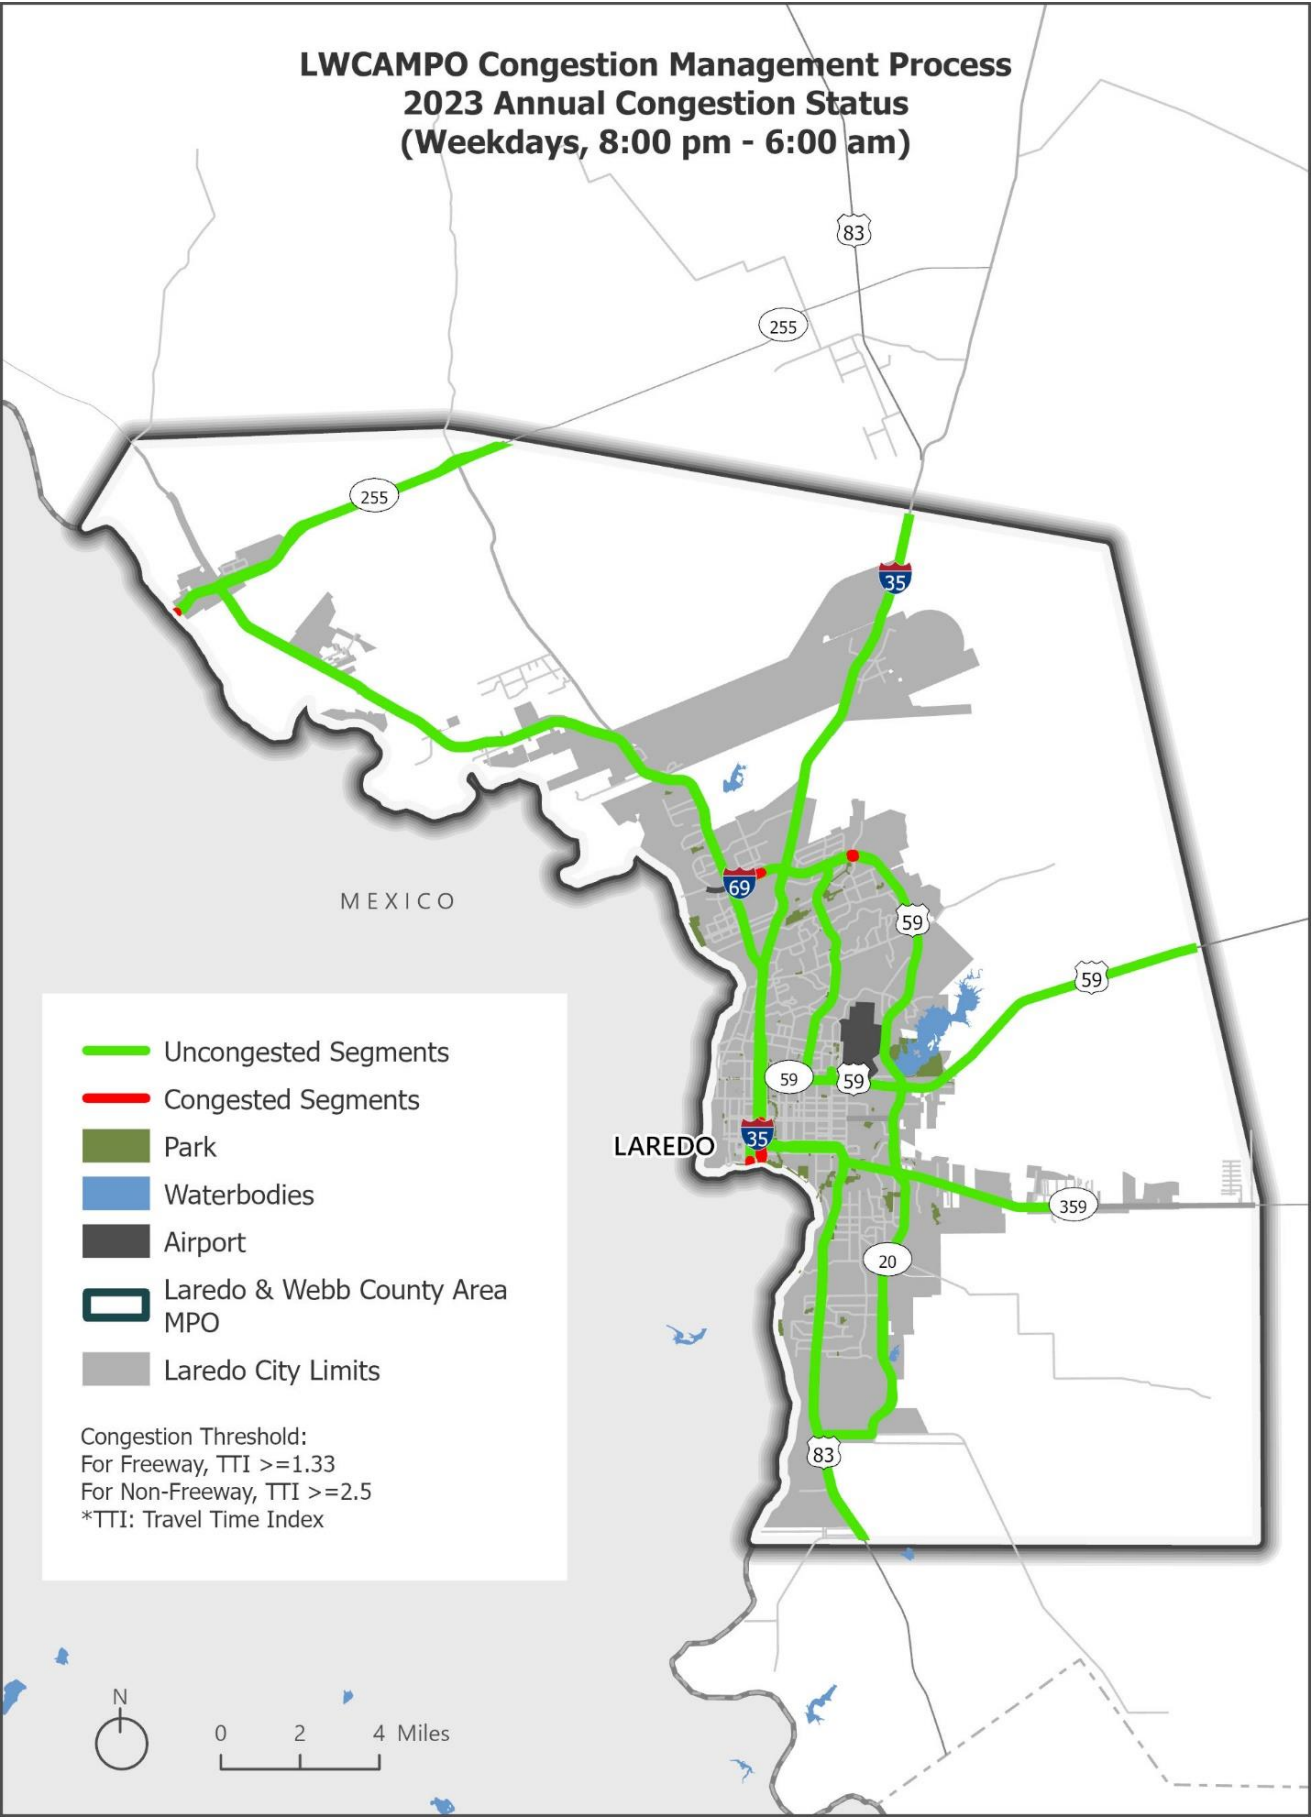 LWCAMPO Congestion Management Process
2023 Annual Congestion Status
(Weekdays, 8:00 pm - 6:00 am)
83
255
255
35
69
59
59
MEXICO
59
59
35
LAREDO
359
20
83
Uncongested Segments
Congested Segments
Park
Waterbodies
Airport
Laredo & Webb County Area
MPO
Laredo City Limits
Congestion Threshold:
For Freeway, TTI >=1.33
For Non-Freeway, TTI >=2.5
*TTI: Travel Time Index
N
0 2 4 Miles